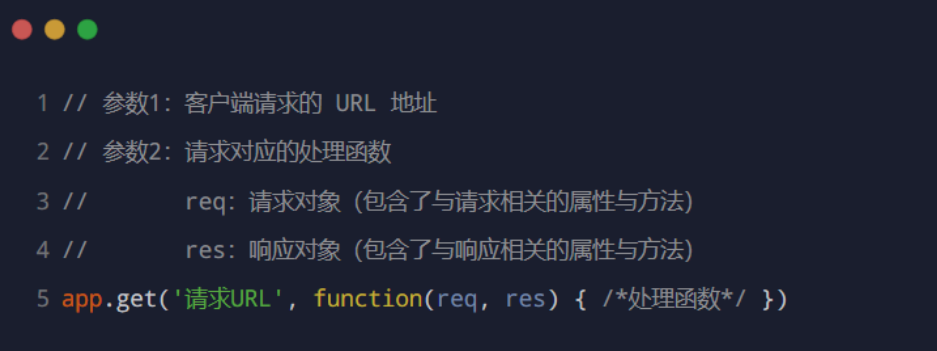 1 // 参数1：客户端请求的 URL 地址
2 // 参数2：请求对应的处理函数
3 //       req：请求对象（包含了与请求相关的属性与方法）
4 //       res：响应对象（包含了与响应相关的属性与方法）
5 app.get('请求URL', function(req, res) { /*处理函数*/ })